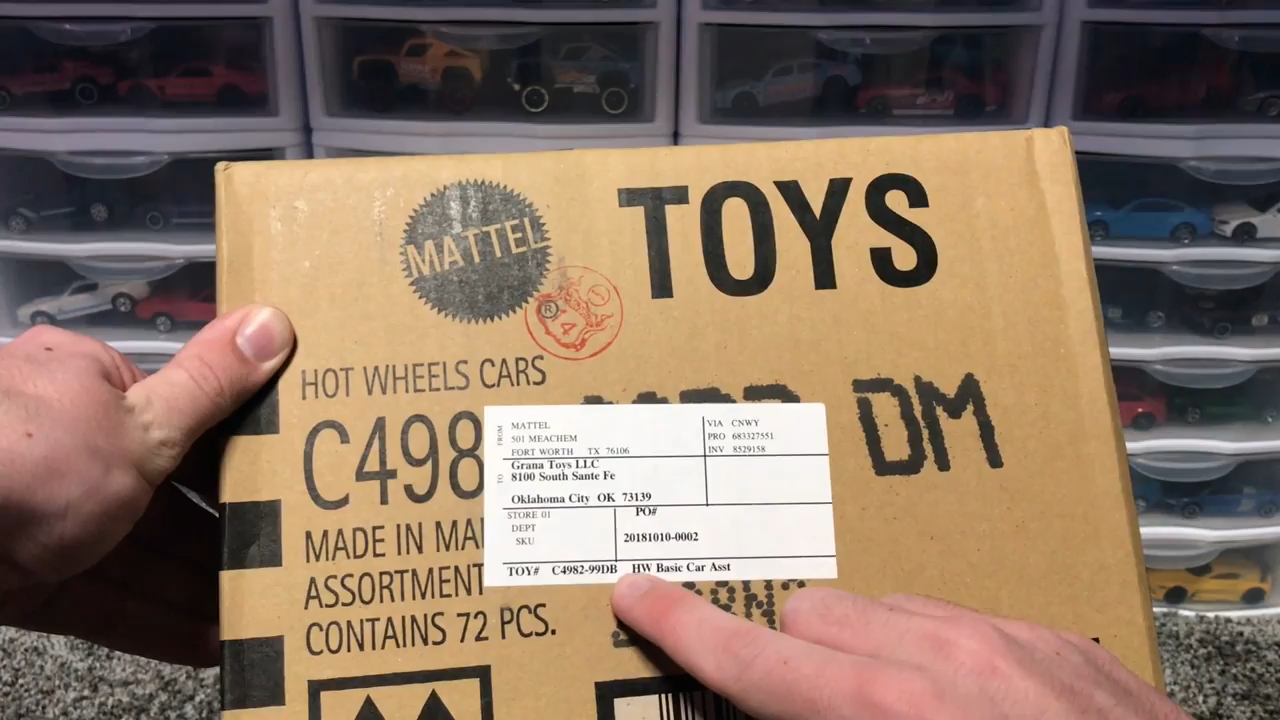 MATTEL
TOYS
HOT WHEELS CARS
C498
DM
MADE IN
ASSORTMENT
CONTAINS 72 PCS.
FROM
MATTEL
501 MEACHEM
FORT WORTH TX 76106
VIA CNWY
PRO 683327551
INV 8529158
TO
Grana Toys LLC
8100 South Sante Fe
Oklahoma City OK 73139
STORE 01
DEPT
SKU
PO#
20181010-0002
TOY# C4982-99DB HW Basic Car Asst